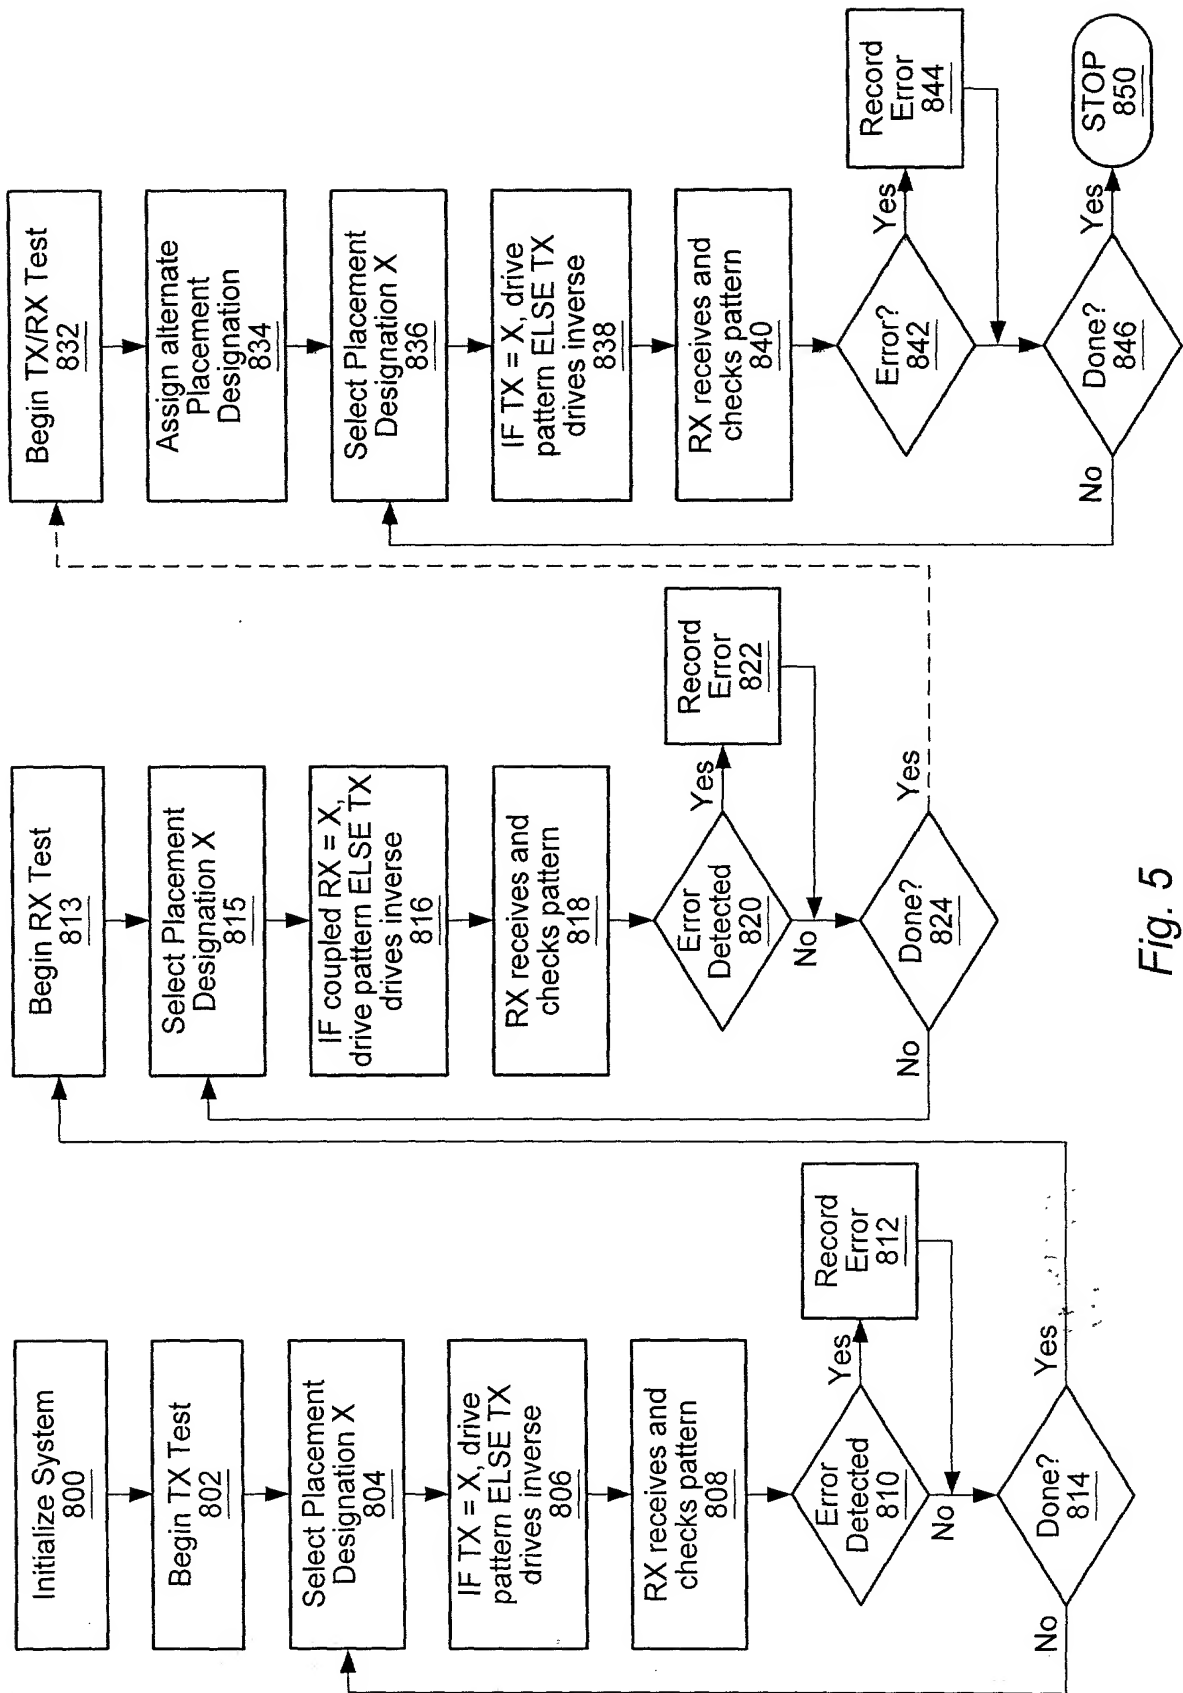 Initialize System
800
Begin TX Test
802
Select Placement
Designation X
804
IF TX = X, drive
pattern ELSE TX
drives inverse
806
RX receives and
checks pattern
808
Error
Detected
810
Yes
No
Record
Error
812
Done?
814
Yes
No
Begin RX Test
813
Select Placement
Designation X
815
IF coupled RX = X,
drive pattern ELSE TX
drives inverse
816
RX receives and
checks pattern
818
Error
Detected
820
Yes
No
Record
Error
822
Done?
824
Yes
No
Begin TX/RX Test
832
Assign alternate
Placement
Designation
834
Select Placement
Designation X
836
IF TX = X, drive
pattern ELSE TX
drives inverse
838
RX receives and
checks pattern
840
Error?
842
Yes
Record
Error
844
Done?
846
Yes
No
STOP
850
Fig. 5